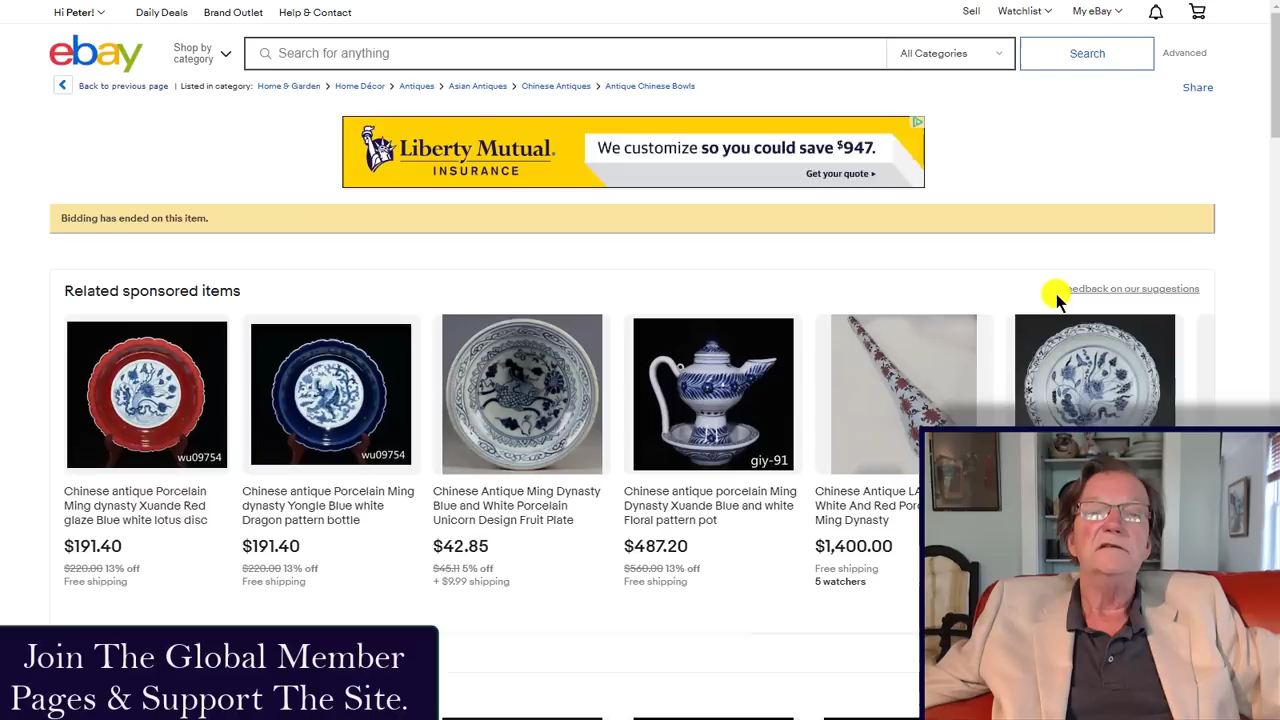 Hi Peter!
Daily Deals
Brand Outlet
Help & Contact
Sell
Watchlist
My eBay
ebay
Shop by
category
Search for anything
All Categories
Search
Advanced
Back to previous page
| Listed in category:
Home & Garden
Home Décor
Antiques
Asian Antiques
Chinese Antiques
Antique Chinese Bowls
Share
Liberty Mutual.
INSURANCE
We customize so you could save $947.
Get your quote
Bidding has ended on this item.
Related sponsored items
eedback on our suggestions
wu09754
wu09754
giy-91
Chinese antique Porcelain
Ming dynasty Xuande Red
glaze Blue white lotus disc
$191.40
$220.00 13% off
Free shipping
Chinese antique Porcelain Ming
dynasty Yongle Blue white
Dragon pattern bottle
$191.40
$220.00 13% off
Free shipping
Chinese Antique Ming Dynasty
Blue and White Porcelain
Unicorn Design Fruit Plate
$42.85
$45.11 5% off
+ $9.99 shipping
Chinese antique porcelain Ming
Dynasty Xuande Blue and white
Floral pattern pot
$487.20
$560.00 13% off
Free shipping
Chinese Antique LA
White And Red Po
Ming Dynasty
$1,400.00
Free shipping
5 watchers
Join The Global Member
Pages & Support The Site.